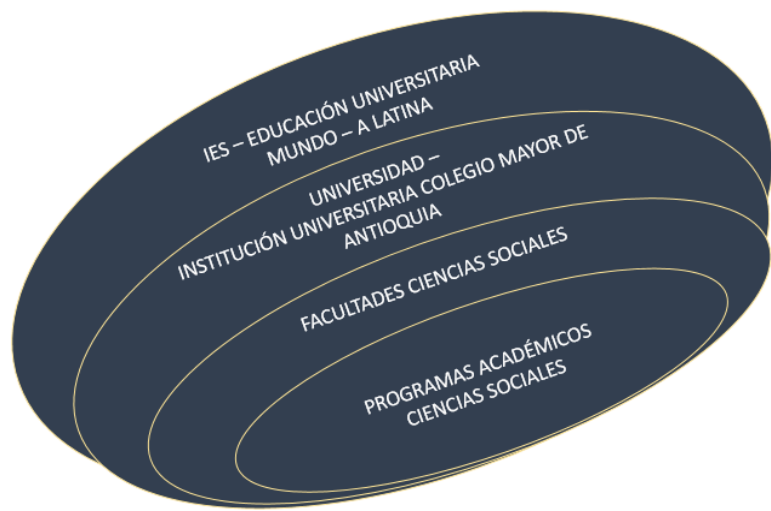 IES – EDUCACIÓN UNIVERSITARIA
MUNDO – A LATINA
UNIVERSIDAD –
INSTITUCIÓN UNIVERSITARIA COLEGIO MAYOR DE
ANTIOQUIA
FACULTADES CIENCIAS SOCIALES
PROGRAMAS ACADÉMICOS
CIENCIAS SOCIALES